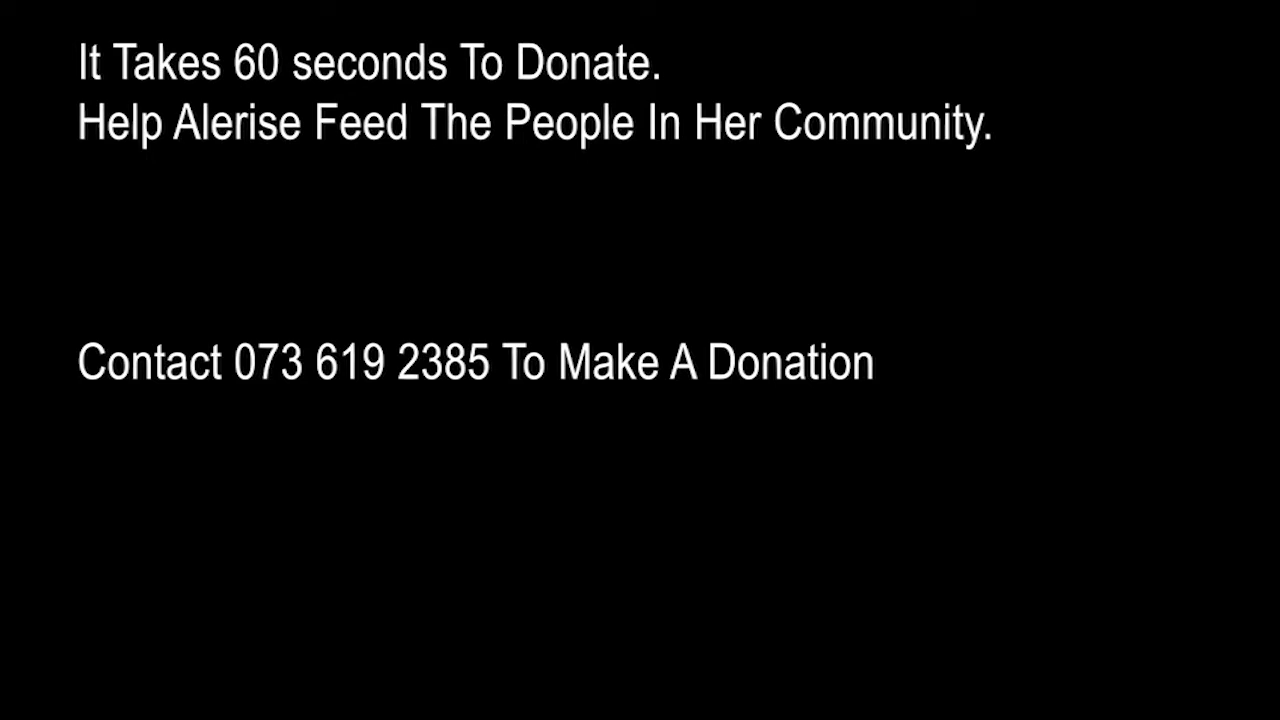 It Takes 60 seconds To Donate.
Help Alerise Feed The People In Her Community.
Contact 073 619 2385 To Make A Donation